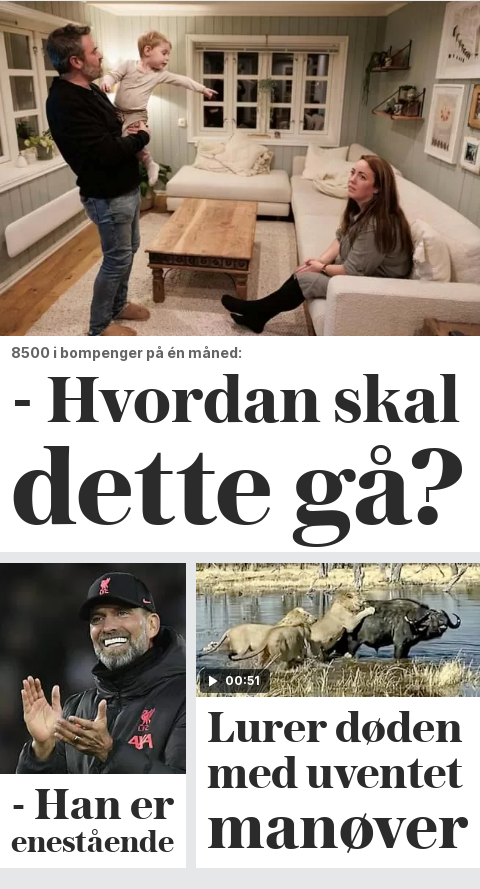 8500 i bompenger på én måned:
- Hvordan skal
dette gå?
- Han er
enestående
00:51
Lurer døden
med uventet
manøver